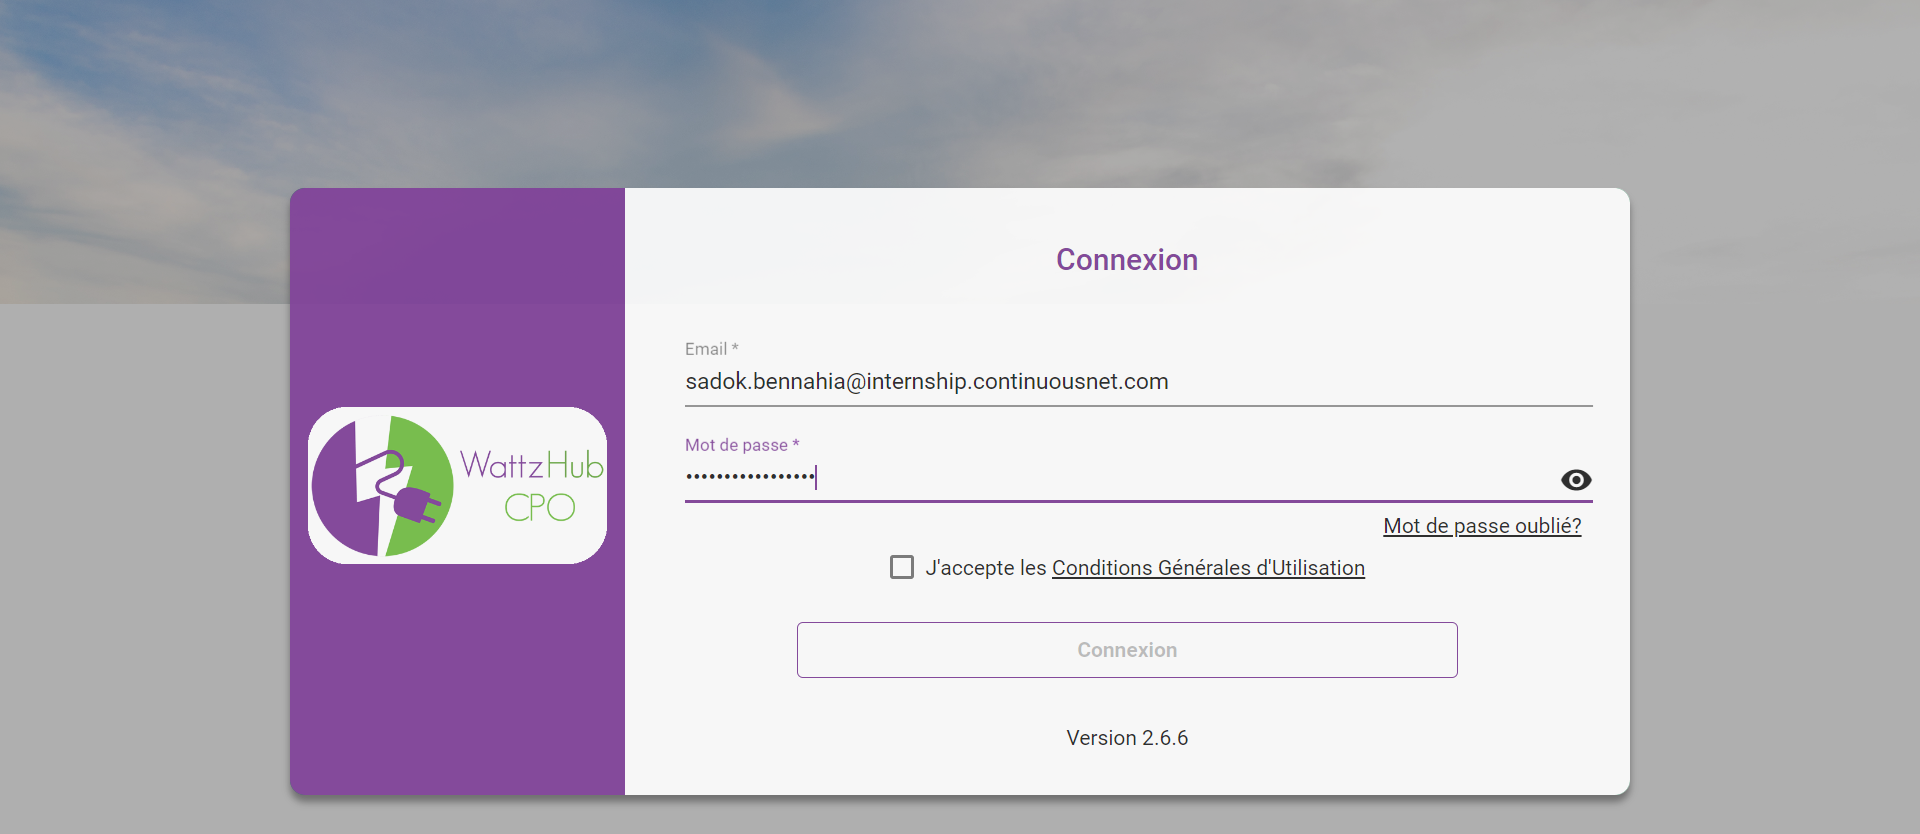 Connexion
Email *
sadok.bennahia@internship.continuousnet.com
Mot de passe *
•••••••••••••••••
Mot de passe oublié?
J'accepte les Conditions Générales d'Utilisation
Connexion
Version 2.6.6
WattzHub
CPO